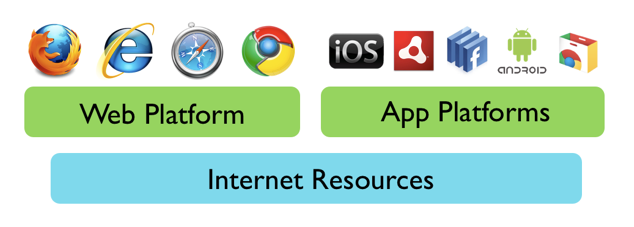 iOS
ANDROID
Web Platform
App Platforms
Internet Resources